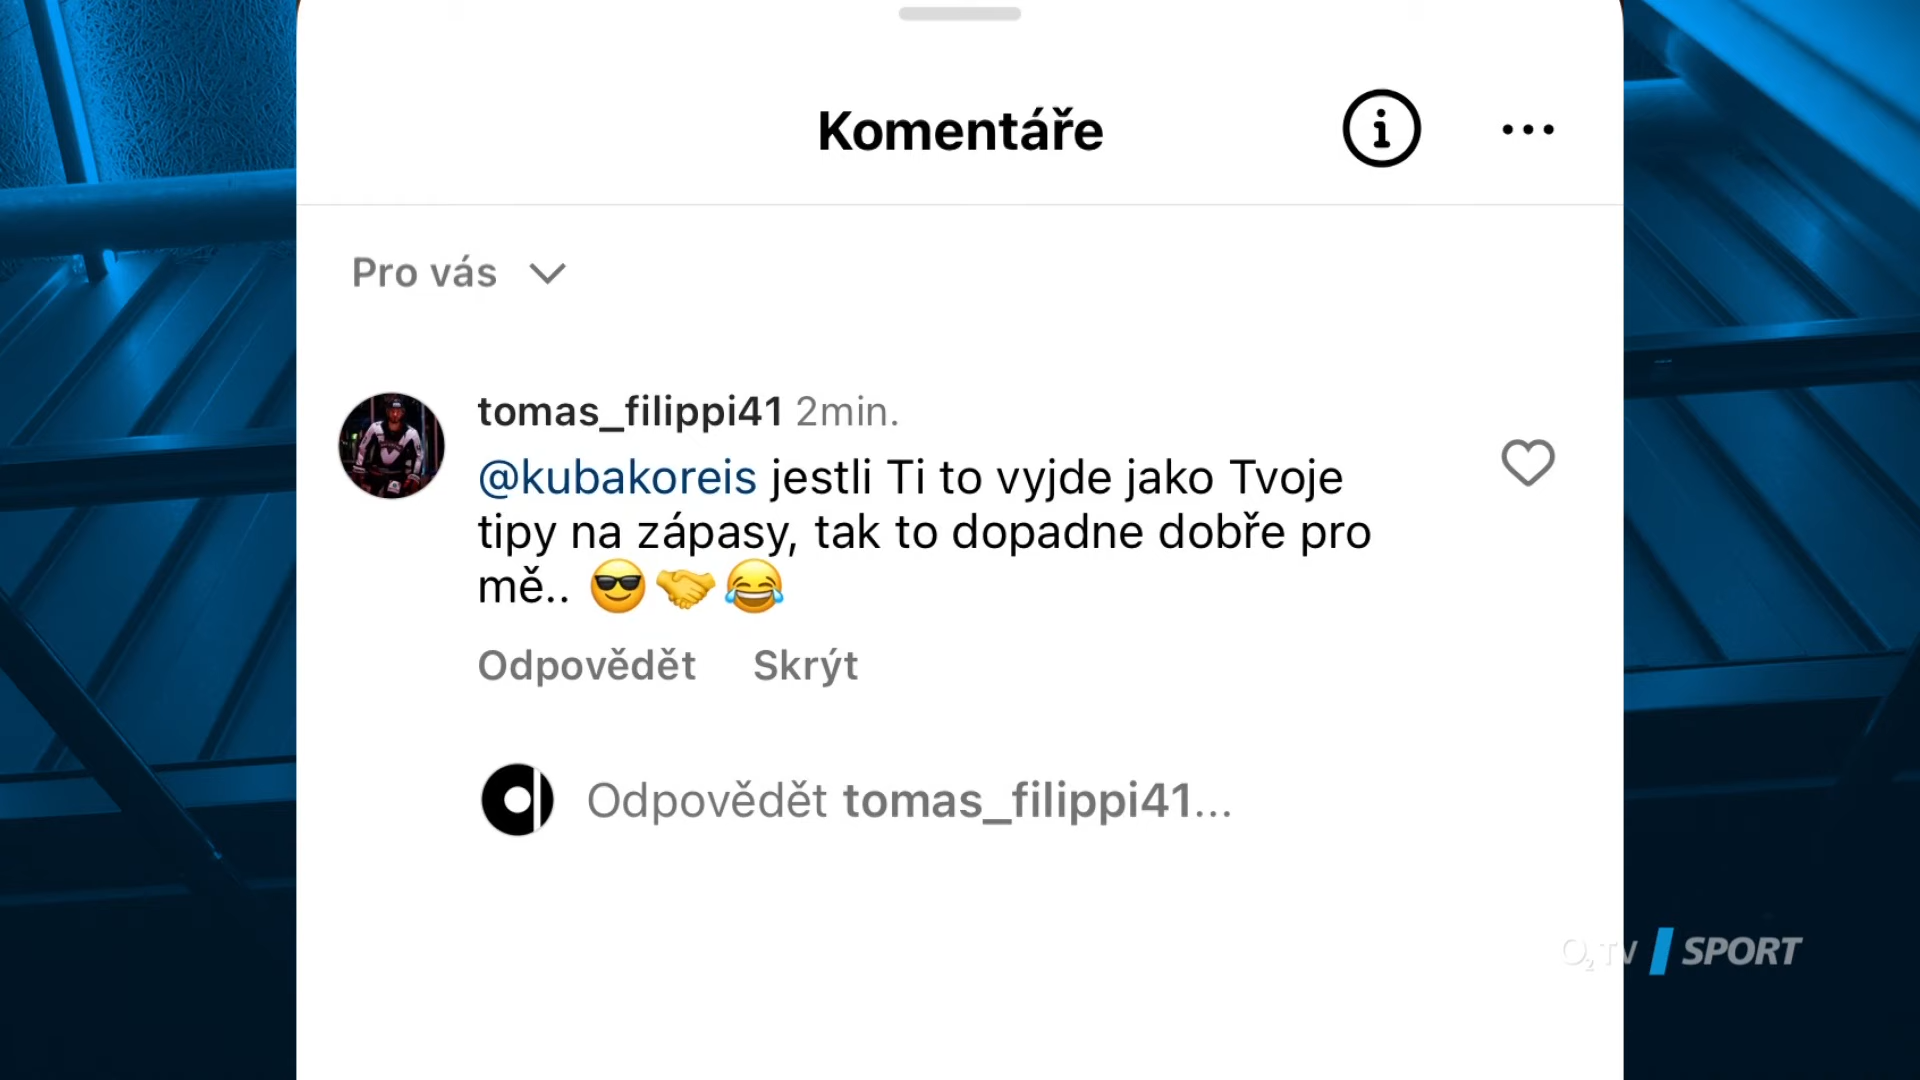 Komentáře
Pro vás
tomas_filippi41 2min.
@kubakoreis jestli Ti to vyjde jako Tvoje
tipy na zápasy, tak to dopadne dobře pro
mě.. 😎🤝😂
Odpovědět Skrýt
Odpovědět tomas_filippi41...
O₂ TV SPORT